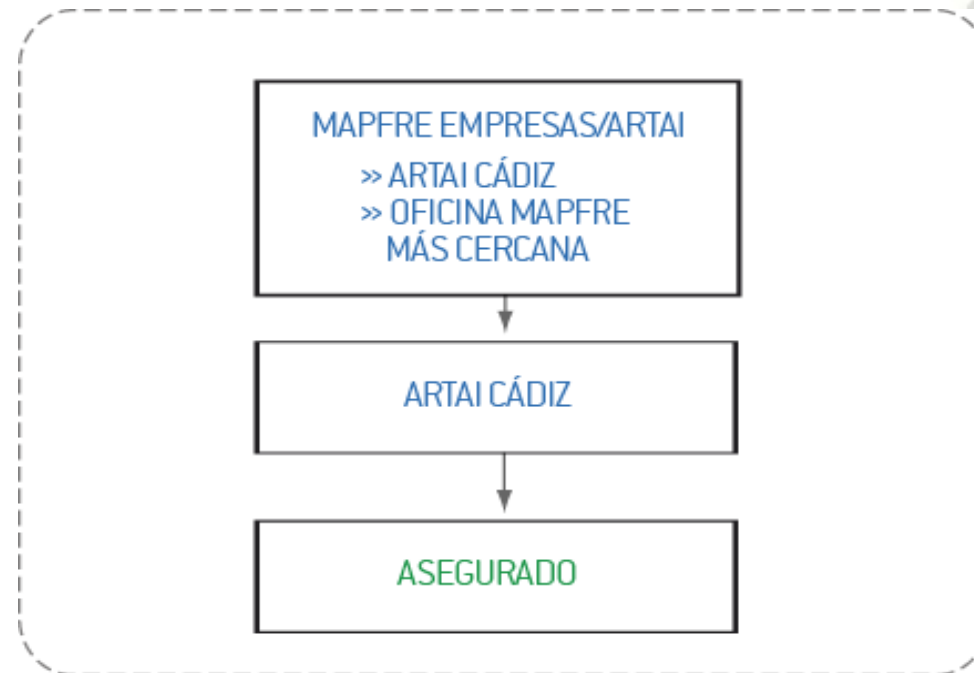 MAPFRE EMPRESAS/ARTAI
» ARTAI CÁDIZ
» OFICINA MAPFRE
MÁS CERCANA
ARTAI CÁDIZ
ASEGURADO